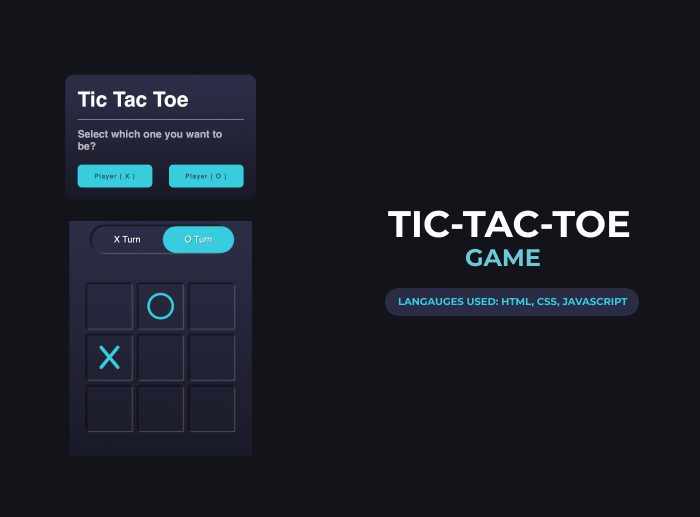 Tic Tac Toe
Select which one you want to
be?
Player ( X )
Player ( O )
X Turn
O Turn
O
X
TIC-TAC-TOE
GAME
LANGAUGES USED: HTML, CSS, JAVASCRIPT